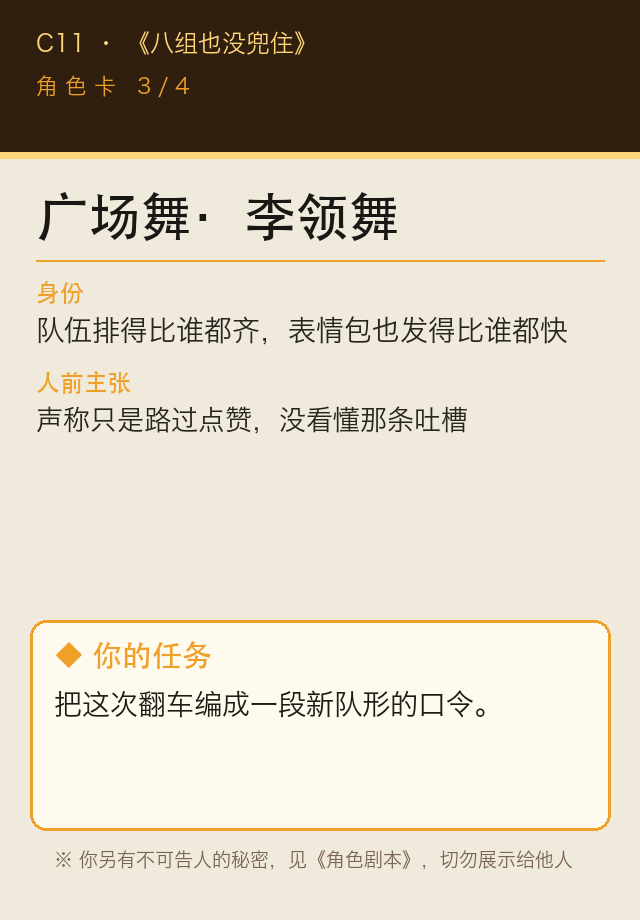 C11 · 《八组也没兜住》
角色卡 3/4
广场舞· 李领舞
身份
队伍排得比谁都齐，表情包也发得比谁都快
人前主张
声称只是路过点赞，没看懂那条吐槽
◆ 你的任务
把这次翻车编成一段新队形的口令。
※ 你另有不可告人的秘密，见《角色剧本》，切勿展示给他人